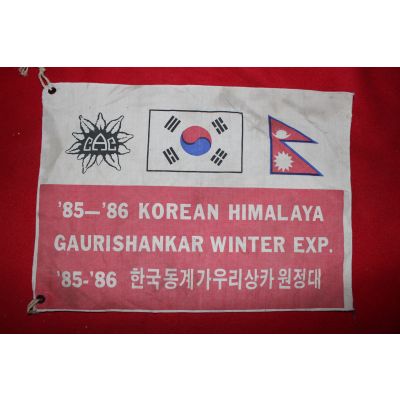 CAC
'85—'86 KOREAN HIMALAYA
GAURISHANKAR WINTER EXP.
'85-'86 한국동계가우리상카원정대